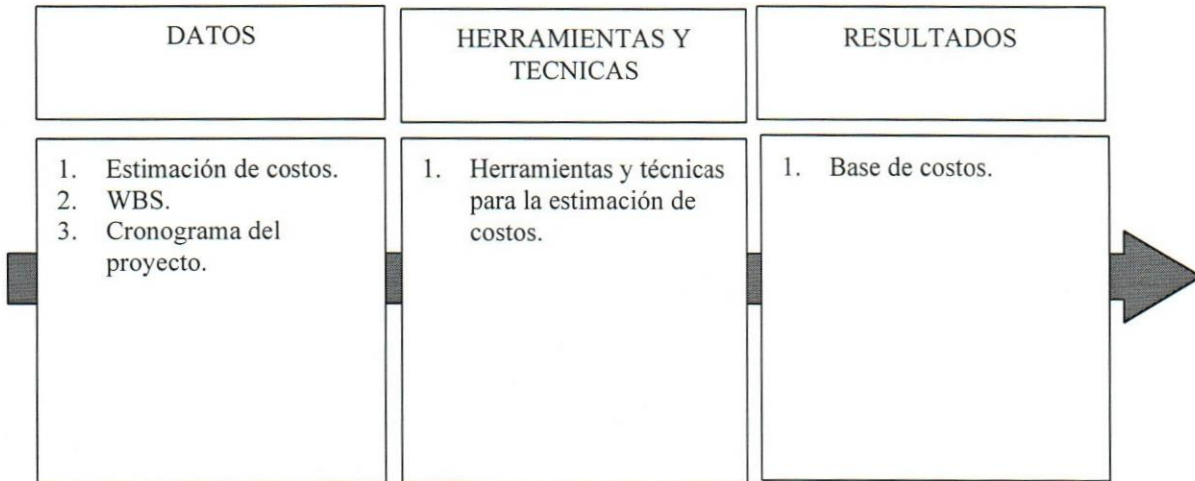 DATOS
HERRAMIENTAS Y
TECNICAS
RESULTADOS
1. Estimación de costos.
2. WBS.
3. Cronograma del
proyecto.
1. Herramientas y técnicas
para la estimación de
costos.
1. Base de costos.